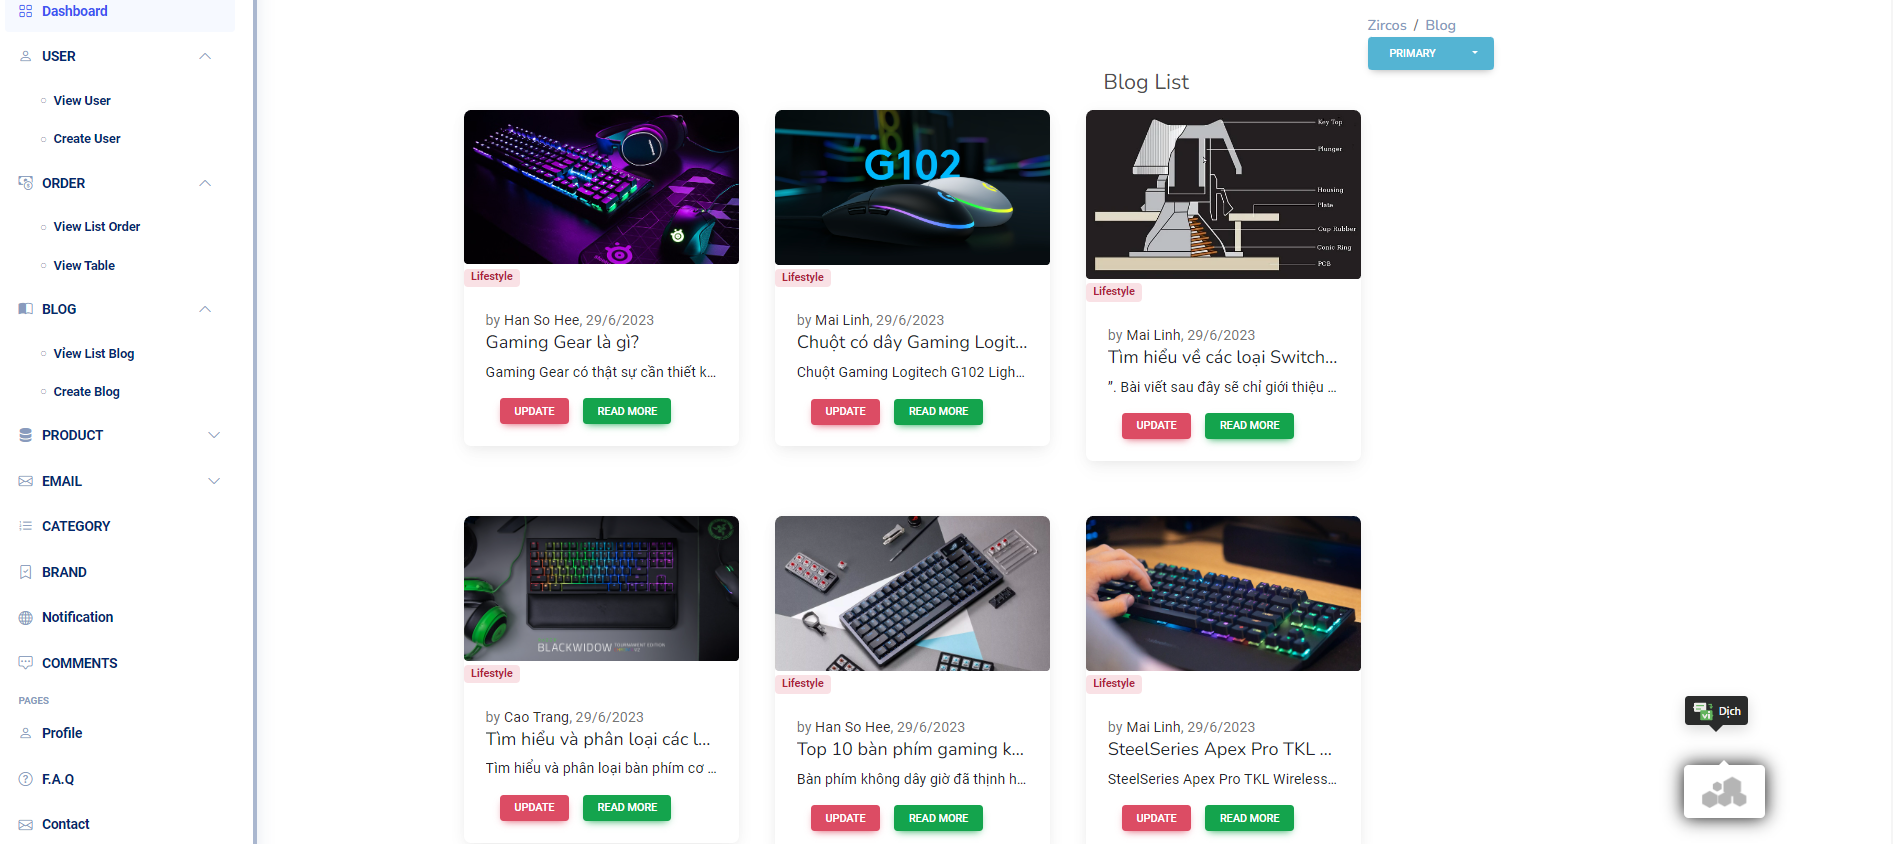 Dashboard
USER
View User
Create User
ORDER
View List Order
View Table
BLOG
Vỉew List Blog
Create Blog
PRODUCT
EMAIL
CATEGORY
BRAND
Notification
COMMENTS
PAGES
Profile
F.A.Q
Contact
Zircos / Blog
PRIMARY
Blog List
G102
Key Top
Plunger
Housing
Plate
Cup Rubber
Conic Ring
PCB
Lifestyle
by Han So Hee, 29/6/2023
Gaming Gear là gì?
Gaming Gear có thật sự cần thiết k...
UPDATE READ MORE
Lifestyle
by Mai Linh, 29/6/2023
Chuột có dây Gaming Logit...
Chuột Gaming Logitech G102 Ligh...
UPDATE READ MORE
Lifestyle
by Mai Linh, 29/6/2023
Tìm hiểu về các loại Switch...
”. Bài viết sau đây sẽ chỉ giới thiệu ...
UPDATE READ MORE
BLACKWIDOW TOURNAMENT EDITION
Lifestyle
by Cao Trang, 29/6/2023
Tìm hiểu và phân loại các l...
Tìm hiểu và phân loại bàn phím cơ ...
UPDATE READ MORE
Lifestyle
by Han So Hee, 29/6/2023
Top 10 bàn phím gaming k...
Bàn phím không dây giờ đã thịnh h...
UPDATE READ MORE
Lifestyle
by Mai Linh, 29/6/2023
SteelSeries Apex Pro TKL ...
SteelSeries Apex Pro TKL Wireless...
UPDATE READ MORE
vi Dịch